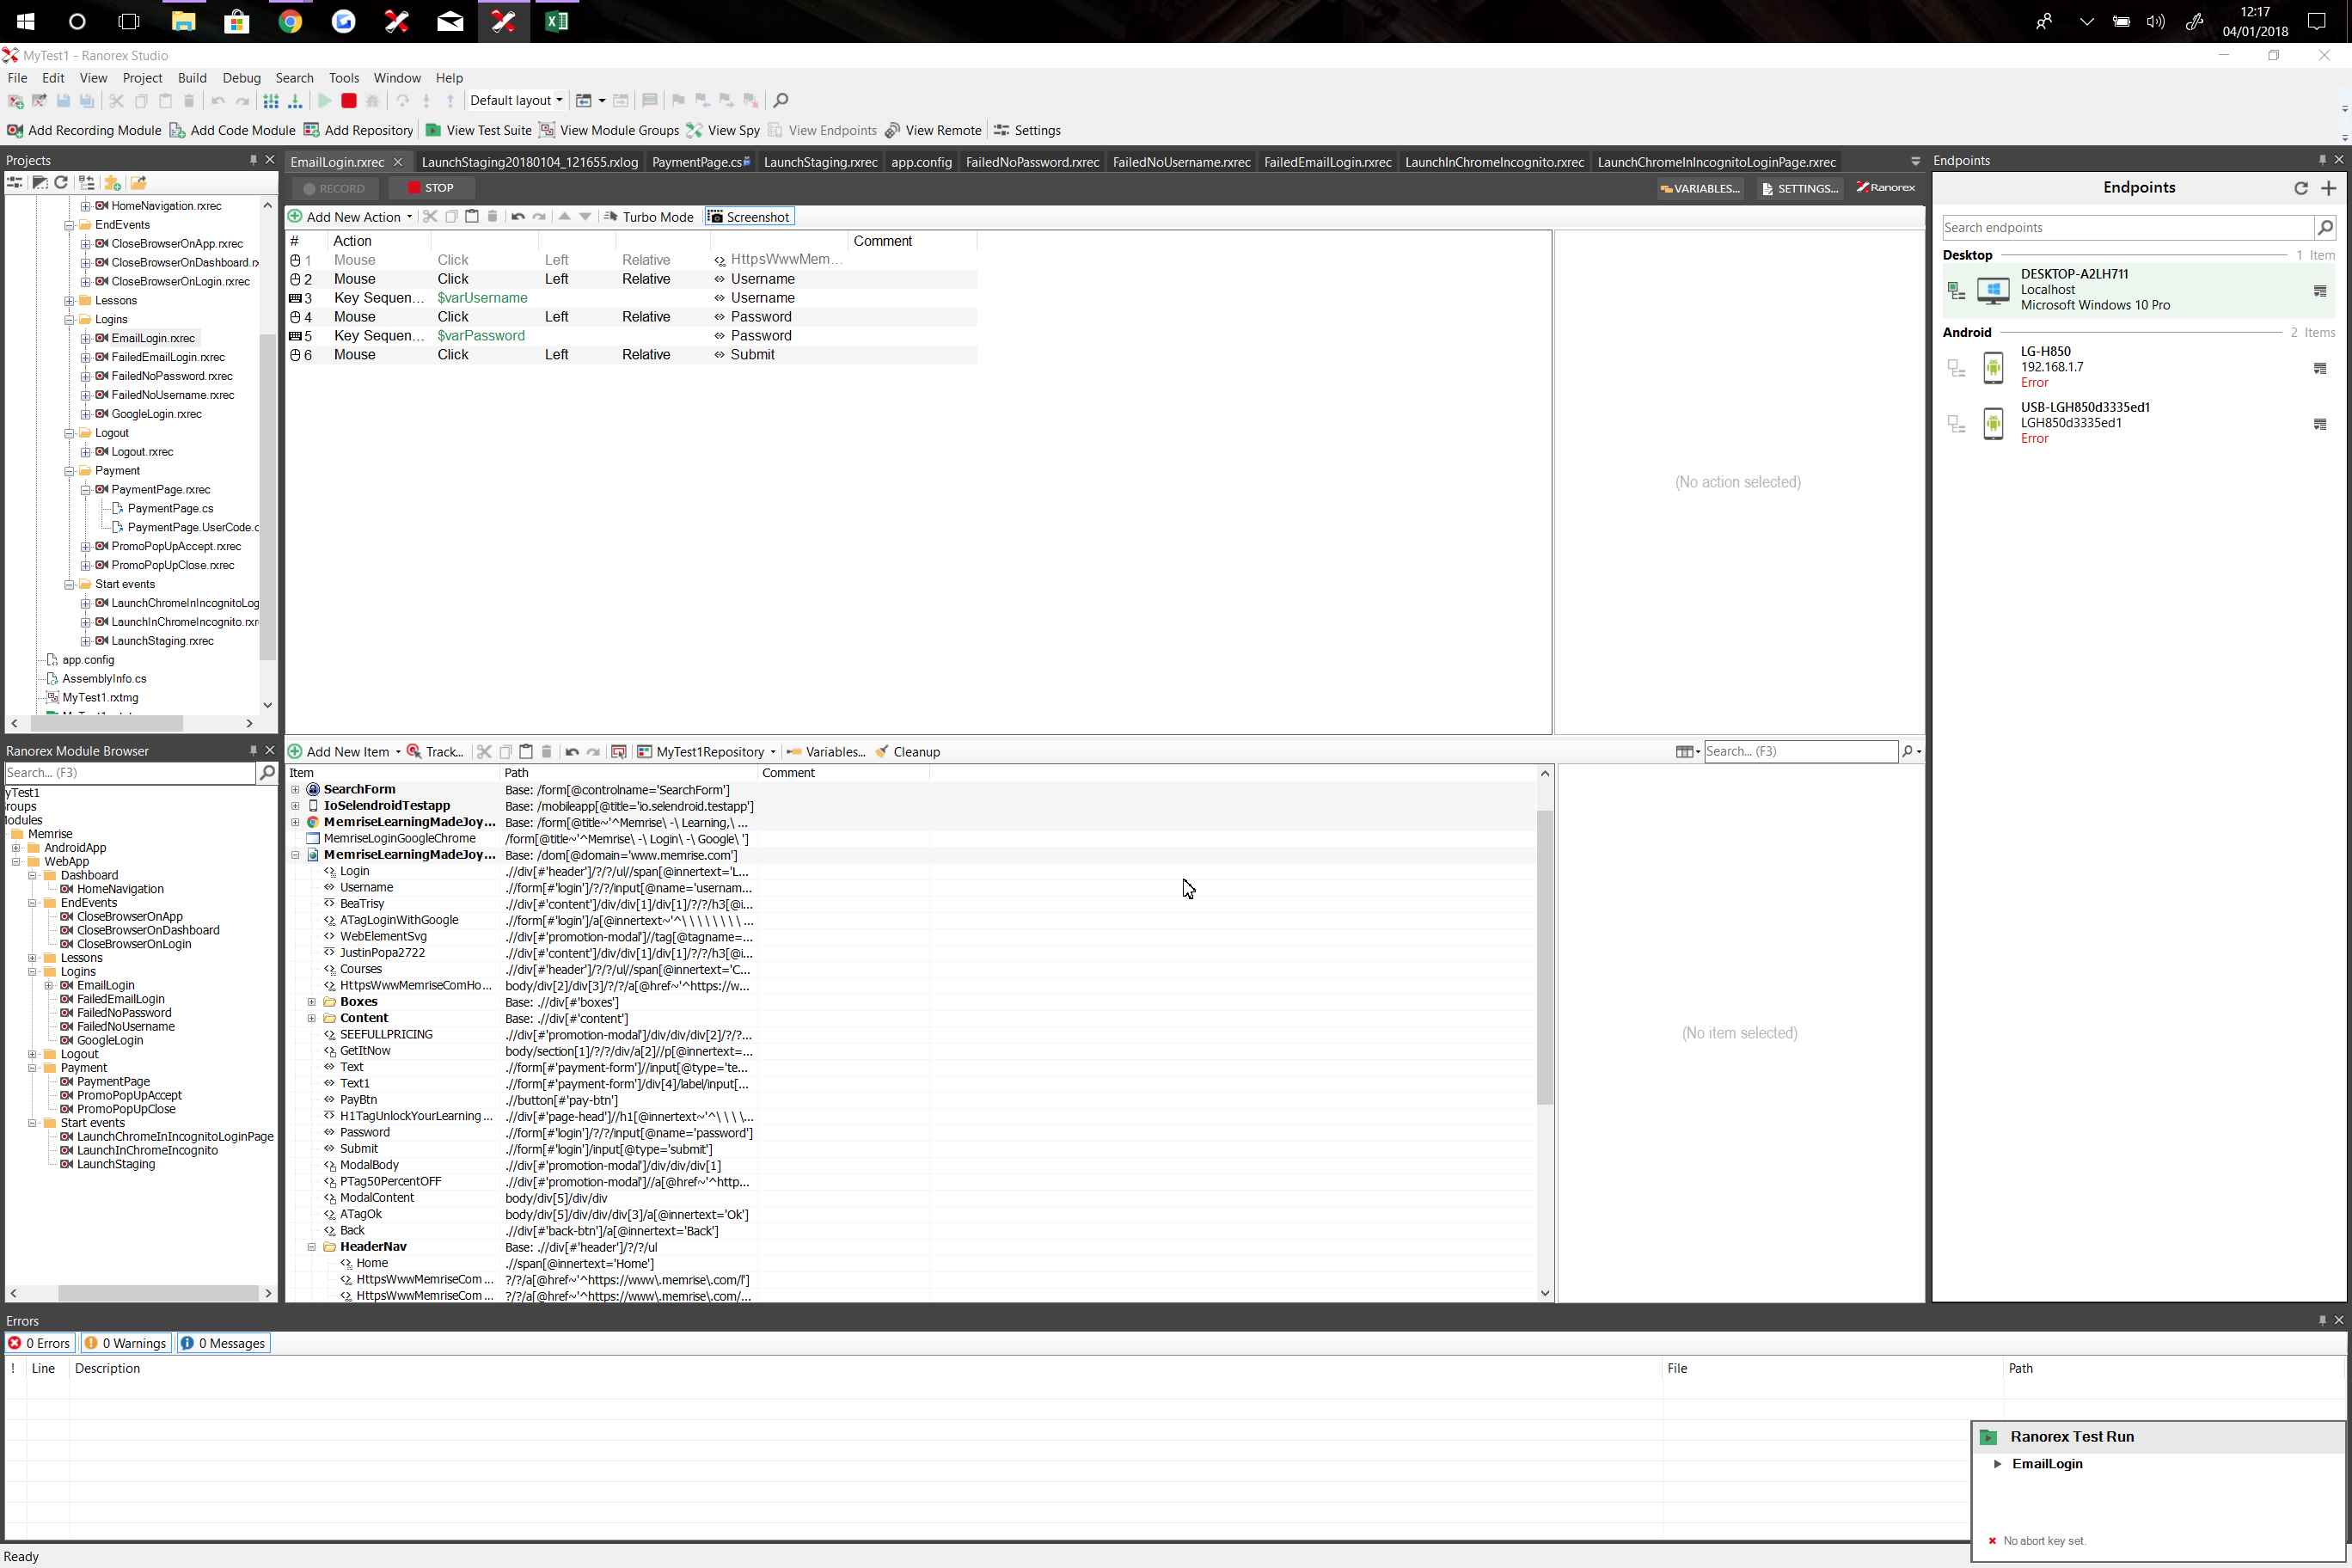 12:17
04/01/2018
MyTest1 - Ranorex Studio
File Edit View Project Build Debug Search Tools Window Help
Default layout
Add Recording Module Add Code Module Add Repository View Test Suite View Module Groups View Spy View Endpoints View Remote Settings
Projects
HomeNavigation.rxrec
EndEvents
CloseBrowserOnApp.rxrec
CloseBrowserOnDashboard.rx
CloseBrowserOnLogin.rxrec
Lessons
Logins
EmailLogin.rxrec
FailedEmailLogin.rxrec
FailedNoPassword.rxrec
FailedNoUsername.rxrec
GoogleLogin.rxrec
Logout
Logout.rxrec
Payment
PaymentPage.rxrec
PaymentPage.cs
PaymentPage.UserCode.c
PromoPopUpAccept.rxrec
PromoPopUpClose.rxrec
Start events
LaunchChromeInIncognitoLog
LaunchInChromeIncognito.rxr
LaunchStaging.rxrec
app.config
AssemblyInfo.cs
MyTest1.rxtmg
EmailLogin.rxrec LaunchStaging20180104_121655.rxlog PaymentPage.cs LaunchStaging.rxrec app.config FailedNoPassword.rxrec FailedNoUsername.rxrec FailedEmailLogin.rxrec LaunchInChromeIncognito.rxrec LaunchChromeInIncognitoLoginPage.rxrec
RECORD STOP VARIABLES... SETTINGS... Ranorex
Add New Action Turbo Mode Screenshot
# Action Comment
1 Mouse Click Left Relative HttpsWwwMem...
2 Mouse Click Left Relative Username
3 Key Sequen... $varUsername Username
4 Mouse Click Left Relative Password
5 Key Sequen... $varPassword Password
6 Mouse Click Left Relative Submit
(No action selected)
Endpoints
Endpoints
Search endpoints
Desktop 1 Item
DESKTOP-A2LH711
Localhost
Microsoft Windows 10 Pro
Android 2 Items
LG-H850
192.168.1.7
Error
USB-LGH850d3335ed1
LGH850d3335ed1
Error
Ranorex Module Browser
Search... (F3)
yTest1
roups
lodules
Memrise
AndroidApp
WebApp
Dashboard
HomeNavigation
EndEvents
CloseBrowserOnApp
CloseBrowserOnDashboard
CloseBrowserOnLogin
Lessons
Logins
EmailLogin
FailedEmailLogin
FailedNoPassword
FailedNoUsername
GoogleLogin
Logout
Payment
PaymentPage
PromoPopUpAccept
PromoPopUpClose
Start events
LaunchChromeInIncognitoLoginPage
LaunchInChromeIncognito
LaunchStaging
Add New Item Track... MyTest1Repository Variables... Cleanup Search... (F3)
Item Path Comment
SearchForm Base: /form[@controlname='SearchForm']
IoSelendroidTestapp Base: /mobileapp[@title='io.selendroid.testapp']
MemriseLearningMadeJoy... Base: /form[@title~'^Memrise\ -\ Learning,\ ...
MemriseLoginGoogleChrome /form[@title~'^Memrise\ -\ Login\ -\ Google\ ']
MemriseLearningMadeJoy... Base: /dom[@domain='www.memrise.com']
Login .//div[#'header']/?/?/ul//span[@innertext='L...
Username .//form[#'login']/?/?/input[@name='usernam...
BeaTrisy .//div[#'content']/div/div[1]/div[1]/?/?/h3[@i...
ATagLoginWithGoogle .//form[#'login']/a[@innertext~'^\ \ \ \ \ \ \ \ ...
WebElementSvg .//div[#'promotion-modal']//tag[@tagname=...
JustinPopa2722 .//div[#'content']/div/div[1]/div[1]/?/?/h3[@i...
Courses .//div[#'header']/?/?/ul//span[@innertext='C...
HttpsWwwMemriseComHo... body/div[2]/div[3]/?/?/a[@href~'^https://w...
Boxes Base: .//div[#'boxes']
Content Base: .//div[#'content']
SEEFULLPRICING .//div[#'promotion-modal']/div/div/div[2]/?/?...
GetItNow body/section[1]/?/?/div/a[2]//p[@innertext=...
Text .//form[#'payment-form']//input[@type='te...
Text1 .//form[#'payment-form']/div[4]/label/input[...
PayBtn .//button[#'pay-btn']
H1TagUnlockYourLearning ... .//div[#'page-head']//h1[@innertext~'^\ \ \ \...
Password .//form[#'login']/?/?/input[@name='password']
Submit .//form[#'login']/input[@type='submit']
ModalBody .//div[#'promotion-modal']/div/div/div[1]
PTag50PercentOFF .//div[#'promotion-modal']//a[@href~'^http...
ModalContent body/div[5]/div/div
ATagOk body/div[5]/div/div/div[3]/a[@innertext='Ok']
Back .//div[#'back-btn']/a[@innertext='Back']
HeaderNav Base: .//div[#'header']/?/?/ul
Home .//span[@innertext='Home']
HttpsWwwMemriseCom ... ?/?/a[@href~'^https://www\.memrise\.com/l']
HttpsWwwMemriseCom ... ?/?/a[@href~'^https://www\.memrise\.com/...
(No item selected)
Errors
0 Errors 0 Warnings 0 Messages
! Line Description File Path
Ranorex Test Run
EmailLogin
No abort key set.
Ready